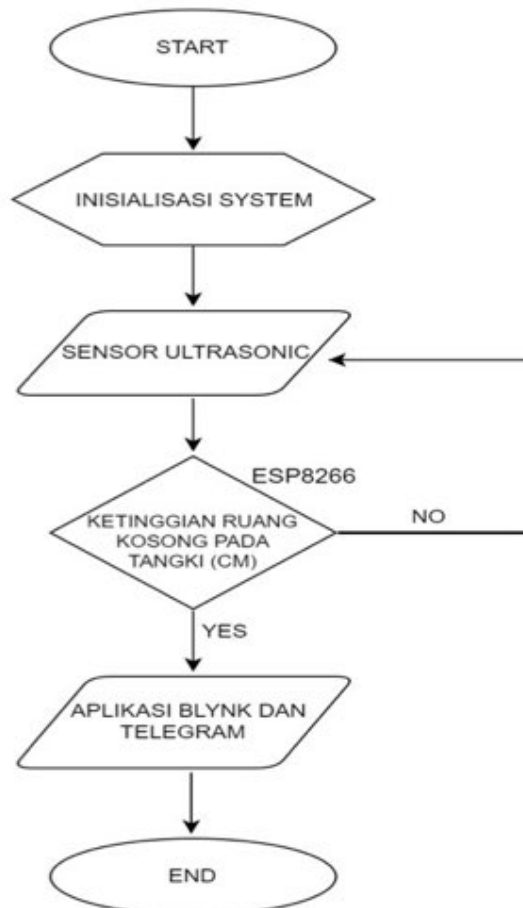 START
INISIALISASI SYSTEM
SENSOR ULTRASONIC
ESP8266
KETINGGIAN RUANG
KOSONG PADA
TANGKI (CM)
NO
YES
APLIKASI BLYNK DAN
TELEGRAM
END